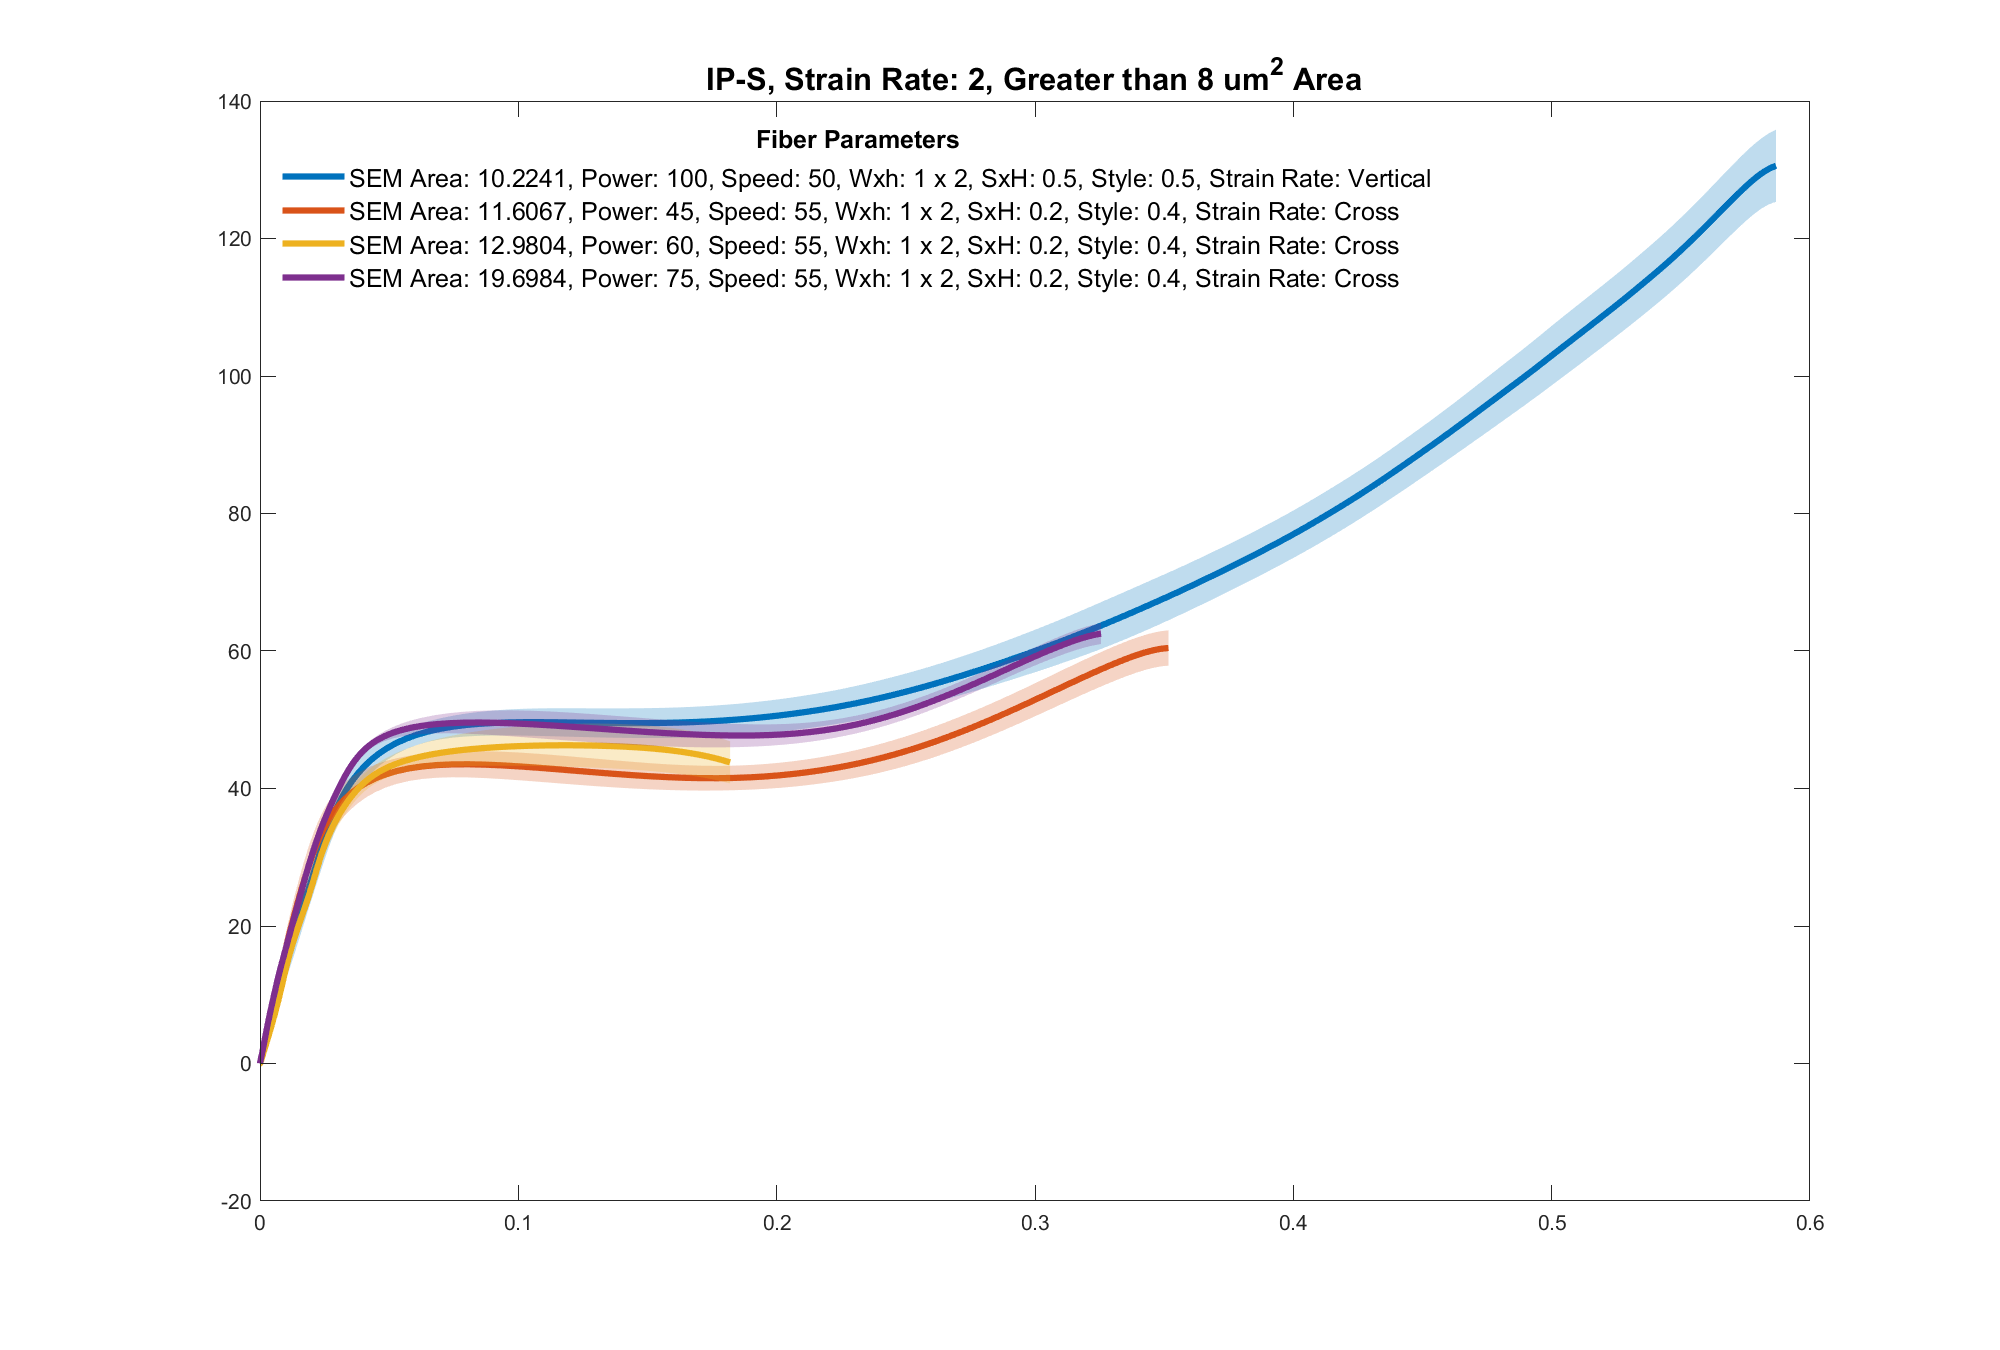 IP-S, Strain Rate: 2, Greater than 8 um² Area
Fiber Parameters
SEM Area: 10.2241, Power: 100, Speed: 50, Wxh: 1 x 2, SxH: 0.5, Style: 0.5, Strain Rate: Vertical
SEM Area: 11.6067, Power: 45, Speed: 55, Wxh: 1 x 2, SxH: 0.2, Style: 0.4, Strain Rate: Cross
SEM Area: 12.9804, Power: 60, Speed: 55, Wxh: 1 x 2, SxH: 0.2, Style: 0.4, Strain Rate: Cross
SEM Area: 19.6984, Power: 75, Speed: 55, Wxh: 1 x 2, SxH: 0.2, Style: 0.4, Strain Rate: Cross
140
120
100
80
60
40
20
0
-20
0 0.1 0.2 0.3 0.4 0.5 0.6